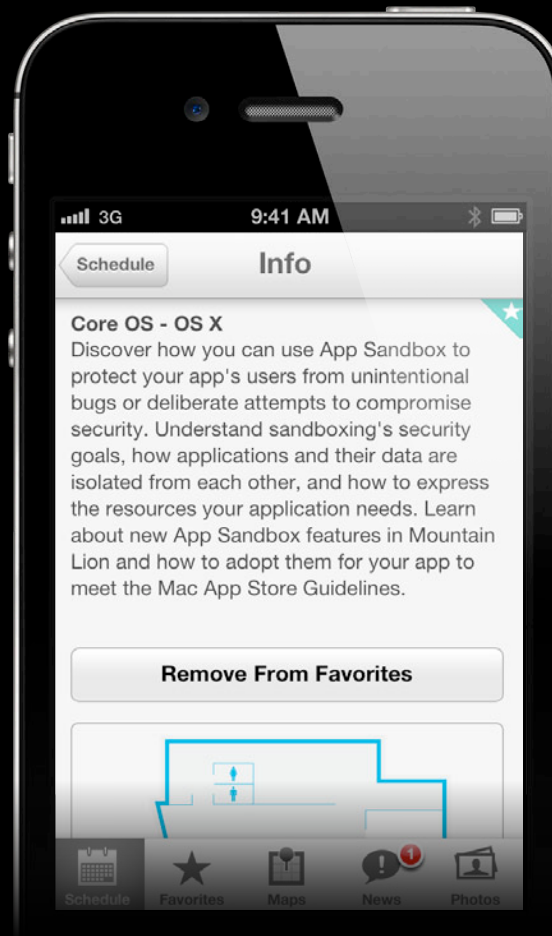 3G 9:41 AM
Schedule Info
Core OS - OS X
Discover how you can use App Sandbox to
protect your app's users from unintentional
bugs or deliberate attempts to compromise
security. Understand sandboxing's security
goals, how applications and their data are
isolated from each other, and how to express
the resources your application needs. Learn
about new App Sandbox features in Mountain
Lion and how to adopt them for your app to
meet the Mac App Store Guidelines.
Remove From Favorites
1
Schedule Favorites Maps News Photos